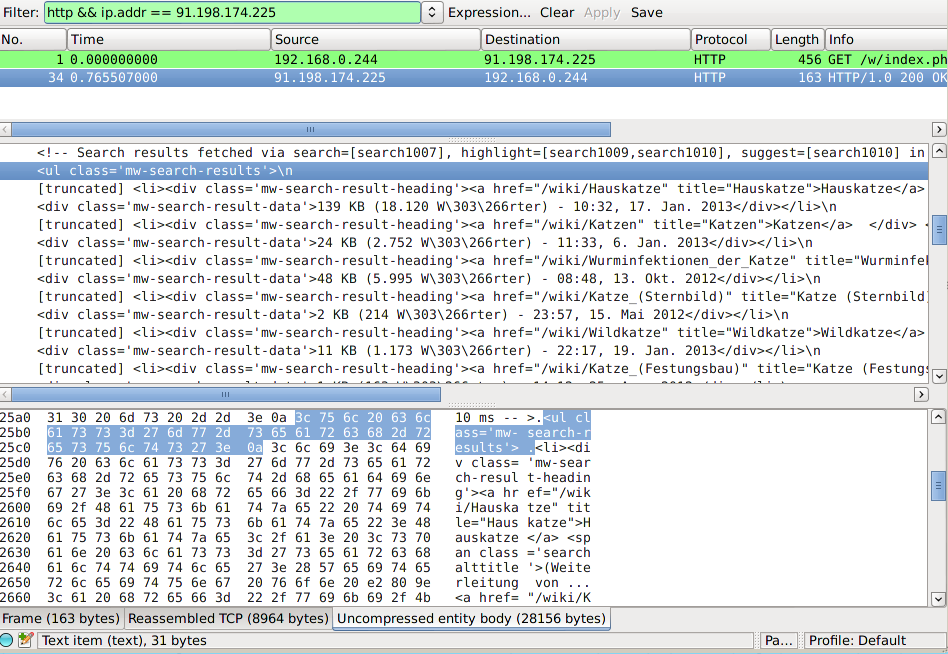 Filter: http && ip.addr == 91.198.174.225 Expression... Clear Apply Save
No. Time Source Destination Protocol Length Info
1 0.000000000 192.168.0.244 91.198.174.225 HTTP 456 GET /w/index.ph
34 0.765507000 91.198.174.225 192.168.0.244 HTTP 163 HTTP/1.0 200 OK
<!-- Search results fetched via search=[search1007], highlight=[search1009,search1010], suggest=[search1010] in
<ul class='mw-search-results'>\n
[truncated] <li><div class='mw-search-result-heading'><a href="/wiki/Hauskatze" title="Hauskatze">Hauskatze</a>
<div class='mw-search-result-data'>139 KB (18.120 W\303\266rter) - 10:32, 17. Jan. 2013</div></li>\n
[truncated] <li><div class='mw-search-result-heading'><a href="/wiki/Katzen" title="Katzen">Katzen</a>  </div> <
<div class='mw-search-result-data'>24 KB (2.752 W\303\266rter) - 11:33, 6. Jan. 2013</div></li>\n
[truncated] <li><div class='mw-search-result-heading'><a href="/wiki/Wurminfektionen_der_Katze" title="Wurminfek
<div class='mw-search-result-data'>48 KB (5.995 W\303\266rter) - 08:48, 13. Okt. 2012</div></li>\n
[truncated] <li><div class='mw-search-result-heading'><a href="/wiki/Katze_(Sternbild)" title="Katze (Sternbild)
<div class='mw-search-result-data'>2 KB (214 W\303\266rter) - 23:57, 15. Mai 2012</div></li>\n
[truncated] <li><div class='mw-search-result-heading'><a href="/wiki/Wildkatze" title="Wildkatze">Wildkatze</a>
<div class='mw-search-result-data'>11 KB (1.173 W\303\266rter) - 22:17, 19. Jan. 2013</div></li>\n
[truncated] <li><div class='mw-search-result-heading'><a href="/wiki/Katze_(Festungsbau)" title="Katze (Festungs
25a0 31 30 20 6d 73 20 2d 2d 3e 0a 3c 75 6c 20 63 6c 10 ms -- >.<ul cl
25b0 61 73 73 3d 27 6d 77 2d 73 65 61 72 63 68 2d 72 ass='mw- search-r
25c0 65 73 75 6c 74 73 27 3e 0a 3c 6c 69 3e 3c 64 69 esults'> .<li><di
25d0 76 20 63 6c 61 73 73 3d 27 6d 77 2d 73 65 61 72 v class= 'mw-sear
25e0 63 68 2d 72 65 73 75 6c 74 2d 68 65 61 64 69 6e ch-resul t-headin
25f0 67 27 3e 3c 61 20 68 72 65 66 3d 22 2f 77 69 6b g'><a hr ef="/wik
2600 69 2f 48 61 75 73 6b 61 74 7a 65 22 20 74 69 74 i/Hauska tze" tit
2610 6c 65 3d 22 48 61 75 73 6b 61 74 7a 65 22 3e 48 le="Haus katze">H
2620 61 75 73 6b 61 74 7a 65 3c 2f 61 3e 20 3c 73 70 auskatze </a> <sp
2630 61 6e 20 63 6c 61 73 73 3d 27 73 65 61 72 63 68 an class ='search
2640 61 6c 74 74 69 74 6c 65 27 3e 28 57 65 69 74 65 alttitle '>(Weite
2650 72 6c 65 69 74 75 6e 67 20 76 6f 6e 20 e2 80 9e rleitung von ...
2660 3c 61 20 68 72 65 66 3d 22 2f 77 69 6b 69 2f 4b <a href= "/wiki/K
Frame (163 bytes) Reassembled TCP (8964 bytes) Uncompressed entity body (28156 bytes)
Text item (text), 31 bytes Pa... Profile: Default